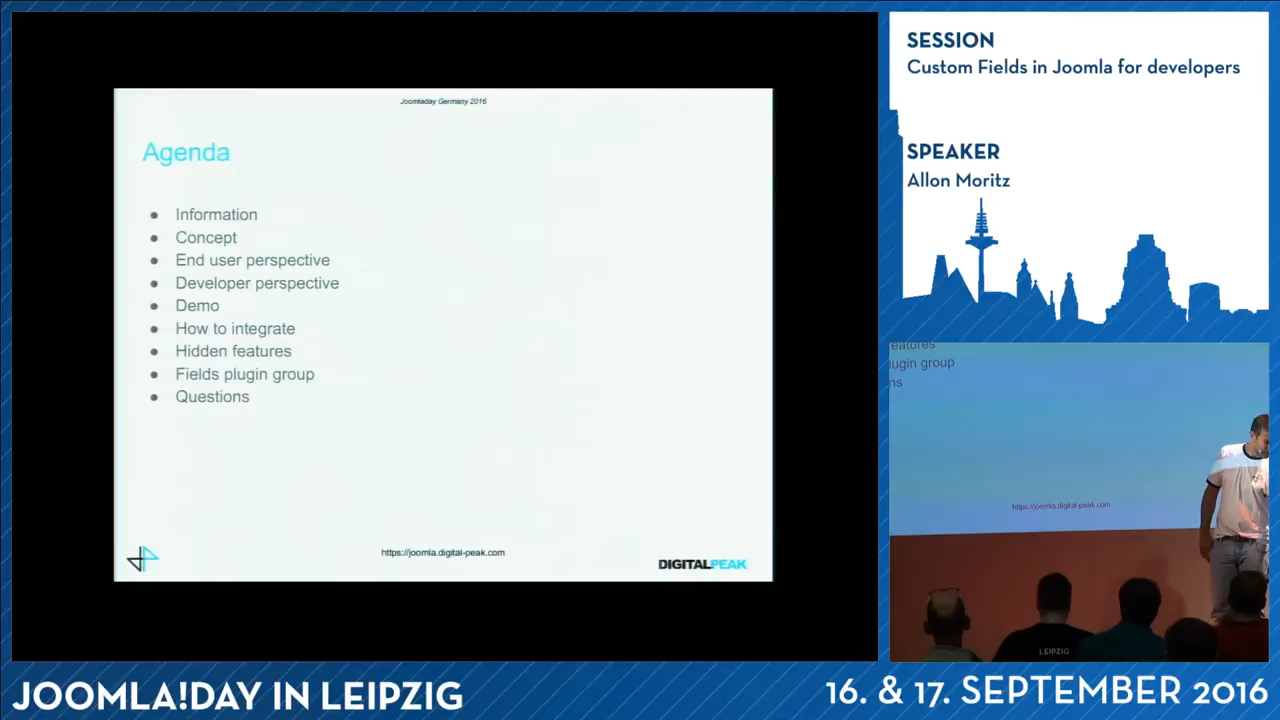 Joomladay Germany 2016
Agenda
● Information
● Concept
● End user perspective
● Developer perspective
● Demo
● How to integrate
● Hidden features
● Fields plugin group
● Questions
https://joomla.digital-peak.com
DIGITALPEAK
SESSION
Custom Fields in Joomla for developers
SPEAKER
Allon Moritz
eatures
lugin group
ns
https://joomla.digital-peak.com
LEIPZIG
JOOMLA!DAY IN LEIPZIG
16. & 17. SEPTEMBER 2016